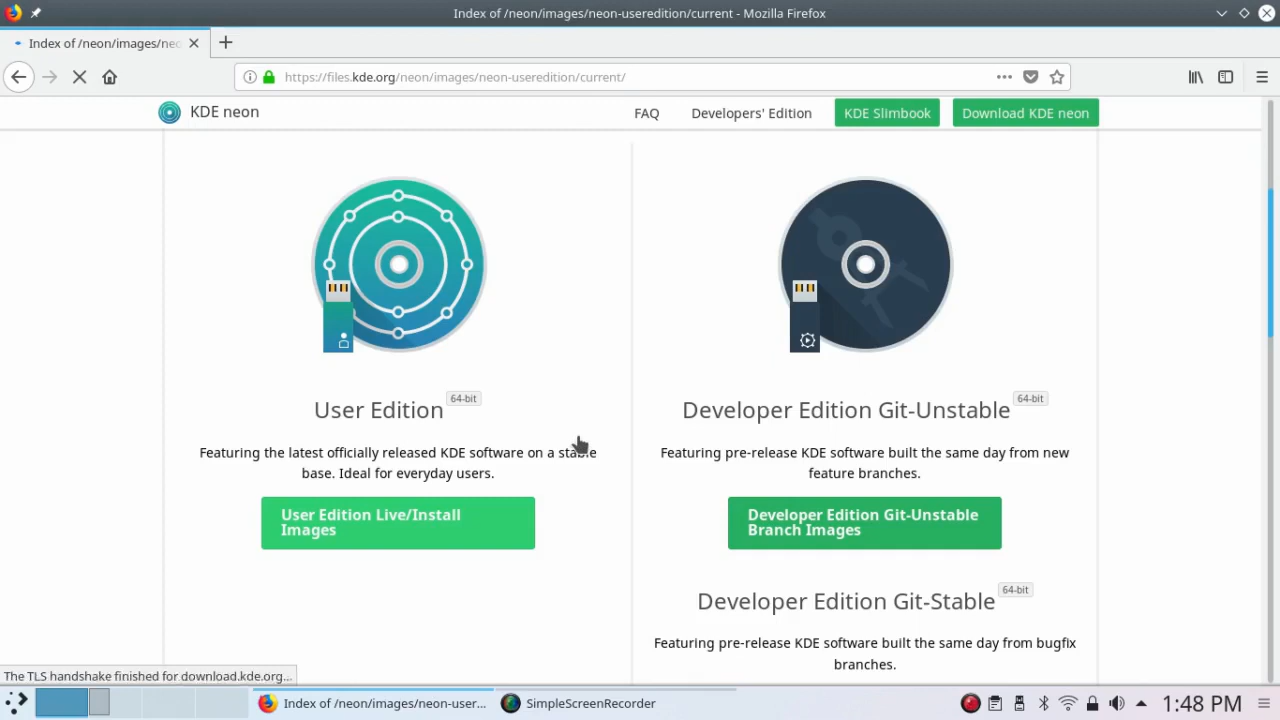 Index of /neon/images/neon-useredition/current - Mozilla Firefox
Index of /neon/images/neo
https://files.kde.org/neon/images/neon-useredition/current/
KDE neon
FAQ
Developers' Edition
KDE Slimbook
Download KDE neon
User Edition 64-bit
Featuring the latest officially released KDE software on a stable
base. Ideal for everyday users.
User Edition Live/Install
Images
Developer Edition Git-Unstable 64-bit
Featuring pre-release KDE software built the same day from new
feature branches.
Developer Edition Git-Unstable
Branch Images
Developer Edition Git-Stable 64-bit
Featuring pre-release KDE software built the same day from bugfix
branches.
The TLS handshake finished for download.kde.org...
Index of /neon/images/neon-user...
SimpleScreenRecorder
1:48 PM